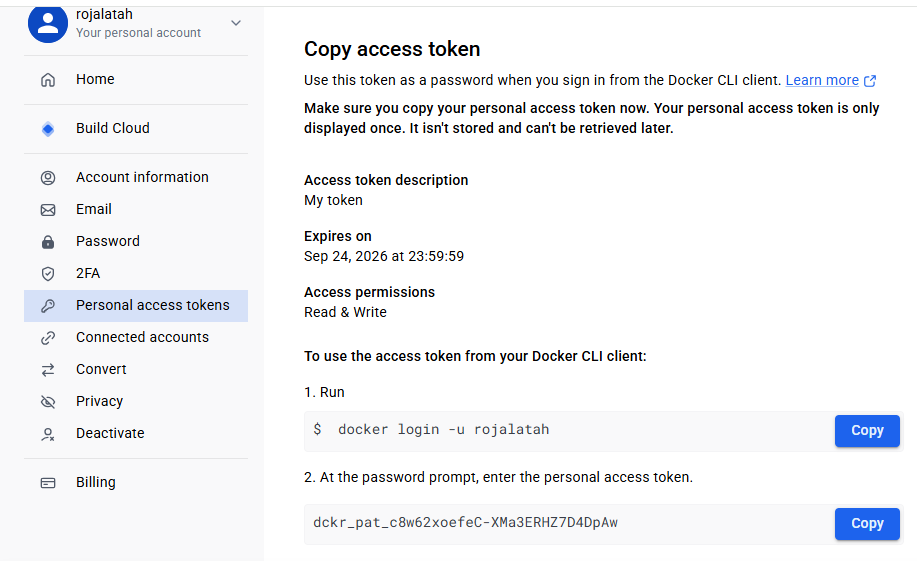 rojalatah
Your personal account
Home
Build Cloud
Account information
Email
Password
2FA
Personal access tokens
Connected accounts
Convert
Privacy
Deactivate
Billing
Copy access token
Use this token as a password when you sign in from the Docker CLI client. Learn more
Make sure you copy your personal access token now. Your personal access token is only
displayed once. It isn't stored and can't be retrieved later.
Access token description
My token
Expires on
Sep 24, 2026 at 23:59:59
Access permissions
Read & Write
To use the access token from your Docker CLI client:
1. Run
$ docker login -u rojalatah
Copy
2. At the password prompt, enter the personal access token.
dckr_pat_c8w62xoefeC-XMa3ERHZ7D4DpAw
Copy